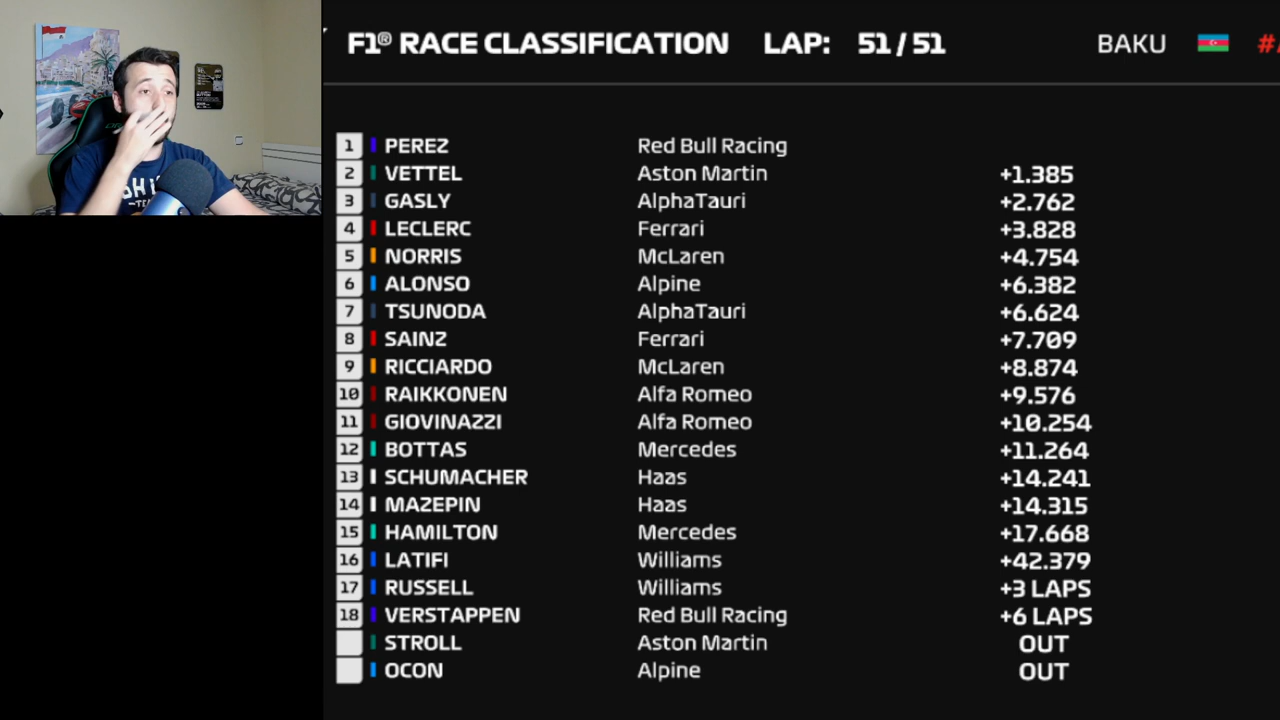 F1® RACE CLASSIFICATION LAP: 51/51 BAKU
1 PEREZ Red Bull Racing
2 VETTEL Aston Martin +1.385
3 GASLY AlphaTauri +2.762
4 LECLERC Ferrari +3.828
5 NORRIS McLaren +4.754
6 ALONSO Alpine +6.382
7 TSUNODA AlphaTauri +6.624
8 SAINZ Ferrari +7.709
9 RICCIARDO McLaren +8.874
10 RAIKKONEN Alfa Romeo +9.576
11 GIOVINAZZI Alfa Romeo +10.254
12 BOTTAS Mercedes +11.264
13 SCHUMACHER Haas +14.241
14 MAZEPIN Haas +14.315
15 HAMILTON Mercedes +17.668
16 LATIFI Williams +42.379
17 RUSSELL Williams +3 LAPS
18 VERSTAPPEN Red Bull Racing +6 LAPS
STROLL Aston Martin OUT
OCON Alpine OUT